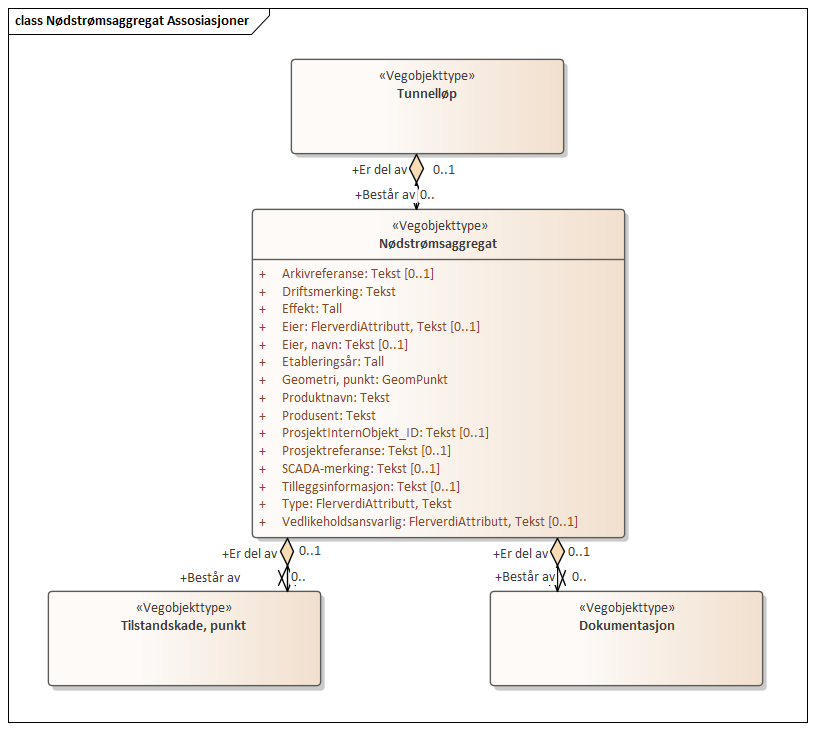 class Nødstrømsaggregat Assosiasjoner
«Vegobjekttype»
Tunnelløp
+Er del av 0..1
+Består av 0..
«Vegobjekttype»
Nødstrømsaggregat
+ Arkivreferanse: Tekst [0..1]
+ Driftsmerking: Tekst
+ Effekt: Tall
+ Eier: FlerverdiAttributt, Tekst [0..1]
+ Eier, navn: Tekst [0..1]
+ Etableringsår: Tall
+ Geometri, punkt: GeomPunkt
+ Produktnavn: Tekst
+ Produsent: Tekst
+ ProsjektInternObjekt_ID: Tekst [0..1]
+ Prosjektreferanse: Tekst [0..1]
+ SCADA-merking: Tekst [0..1]
+ Tilleggsinformasjon: Tekst [0..1]
+ Type: FlerverdiAttributt, Tekst
+ Vedlikeholdsansvarlig: FlerverdiAttributt, Tekst [0..1]
+Er del av 0..1
+Består av 0..
«Vegobjekttype»
Tilstandskade, punkt
+Er del av 0..1
+Består av 0..
«Vegobjekttype»
Dokumentasjon